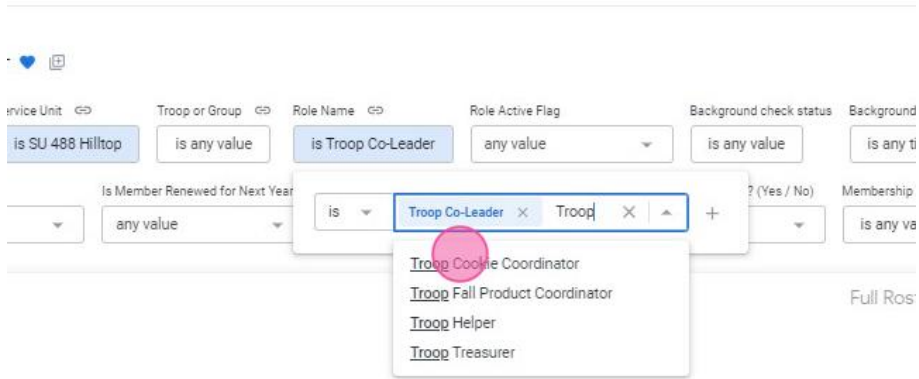 Service Unit Troop or Group Role Name Role Active Flag Background check status Background
is SU 488 Hilltop is any value is Troop Co-Leader any value is any value is any ti
Is Member Renewed for Next Year ? (Yes / No) Membership
any value is Troop Co-Leader × Troop is any va
Troop Cookie Coordinator
Troop Fall Product Coordinator
Full Ros
Troop Helper
Troop Treasurer